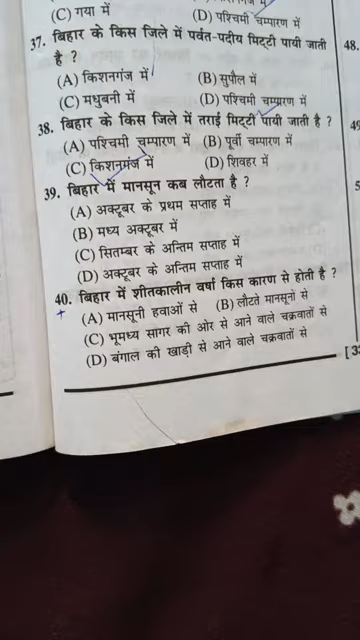 (C) गया में
(D) पश्चिमी चम्पारण में
37. बिहार के किस जिले में पर्वत-पदीय मिट्टी पायी जाती
है ?
(A) किशनगंज में
(B) सुपौल में
(C) मधुबनी में
(D) पश्चिमी चम्पारण में
38. बिहार के किस जिले में तराई मिट्टी पायी जाती है ?
(A) पश्चिमी चम्पारण में (B) पूर्वी चम्पारण में
(C) किशनगंज में
(D) शिवहर में
39. बिहार में मानसून कब लौटता है ?
(A) अक्टूबर के प्रथम सप्ताह में
(B) मध्य अक्टूबर में
(C) सितम्बर के अन्तिम सप्ताह में
(D) अक्टूबर के अन्तिम सप्ताह में
40. बिहार में शीतकालीन वर्षा किस कारण से होती है ?
(A) मानसूनी हवाओं से (B) लौटते मानसूनों से
(C) भूमध्य सागर की ओर से आने वाले चक्रवातों से
(D) बंगाल की खाड़ी से आने वाले चक्रवातों से
48.